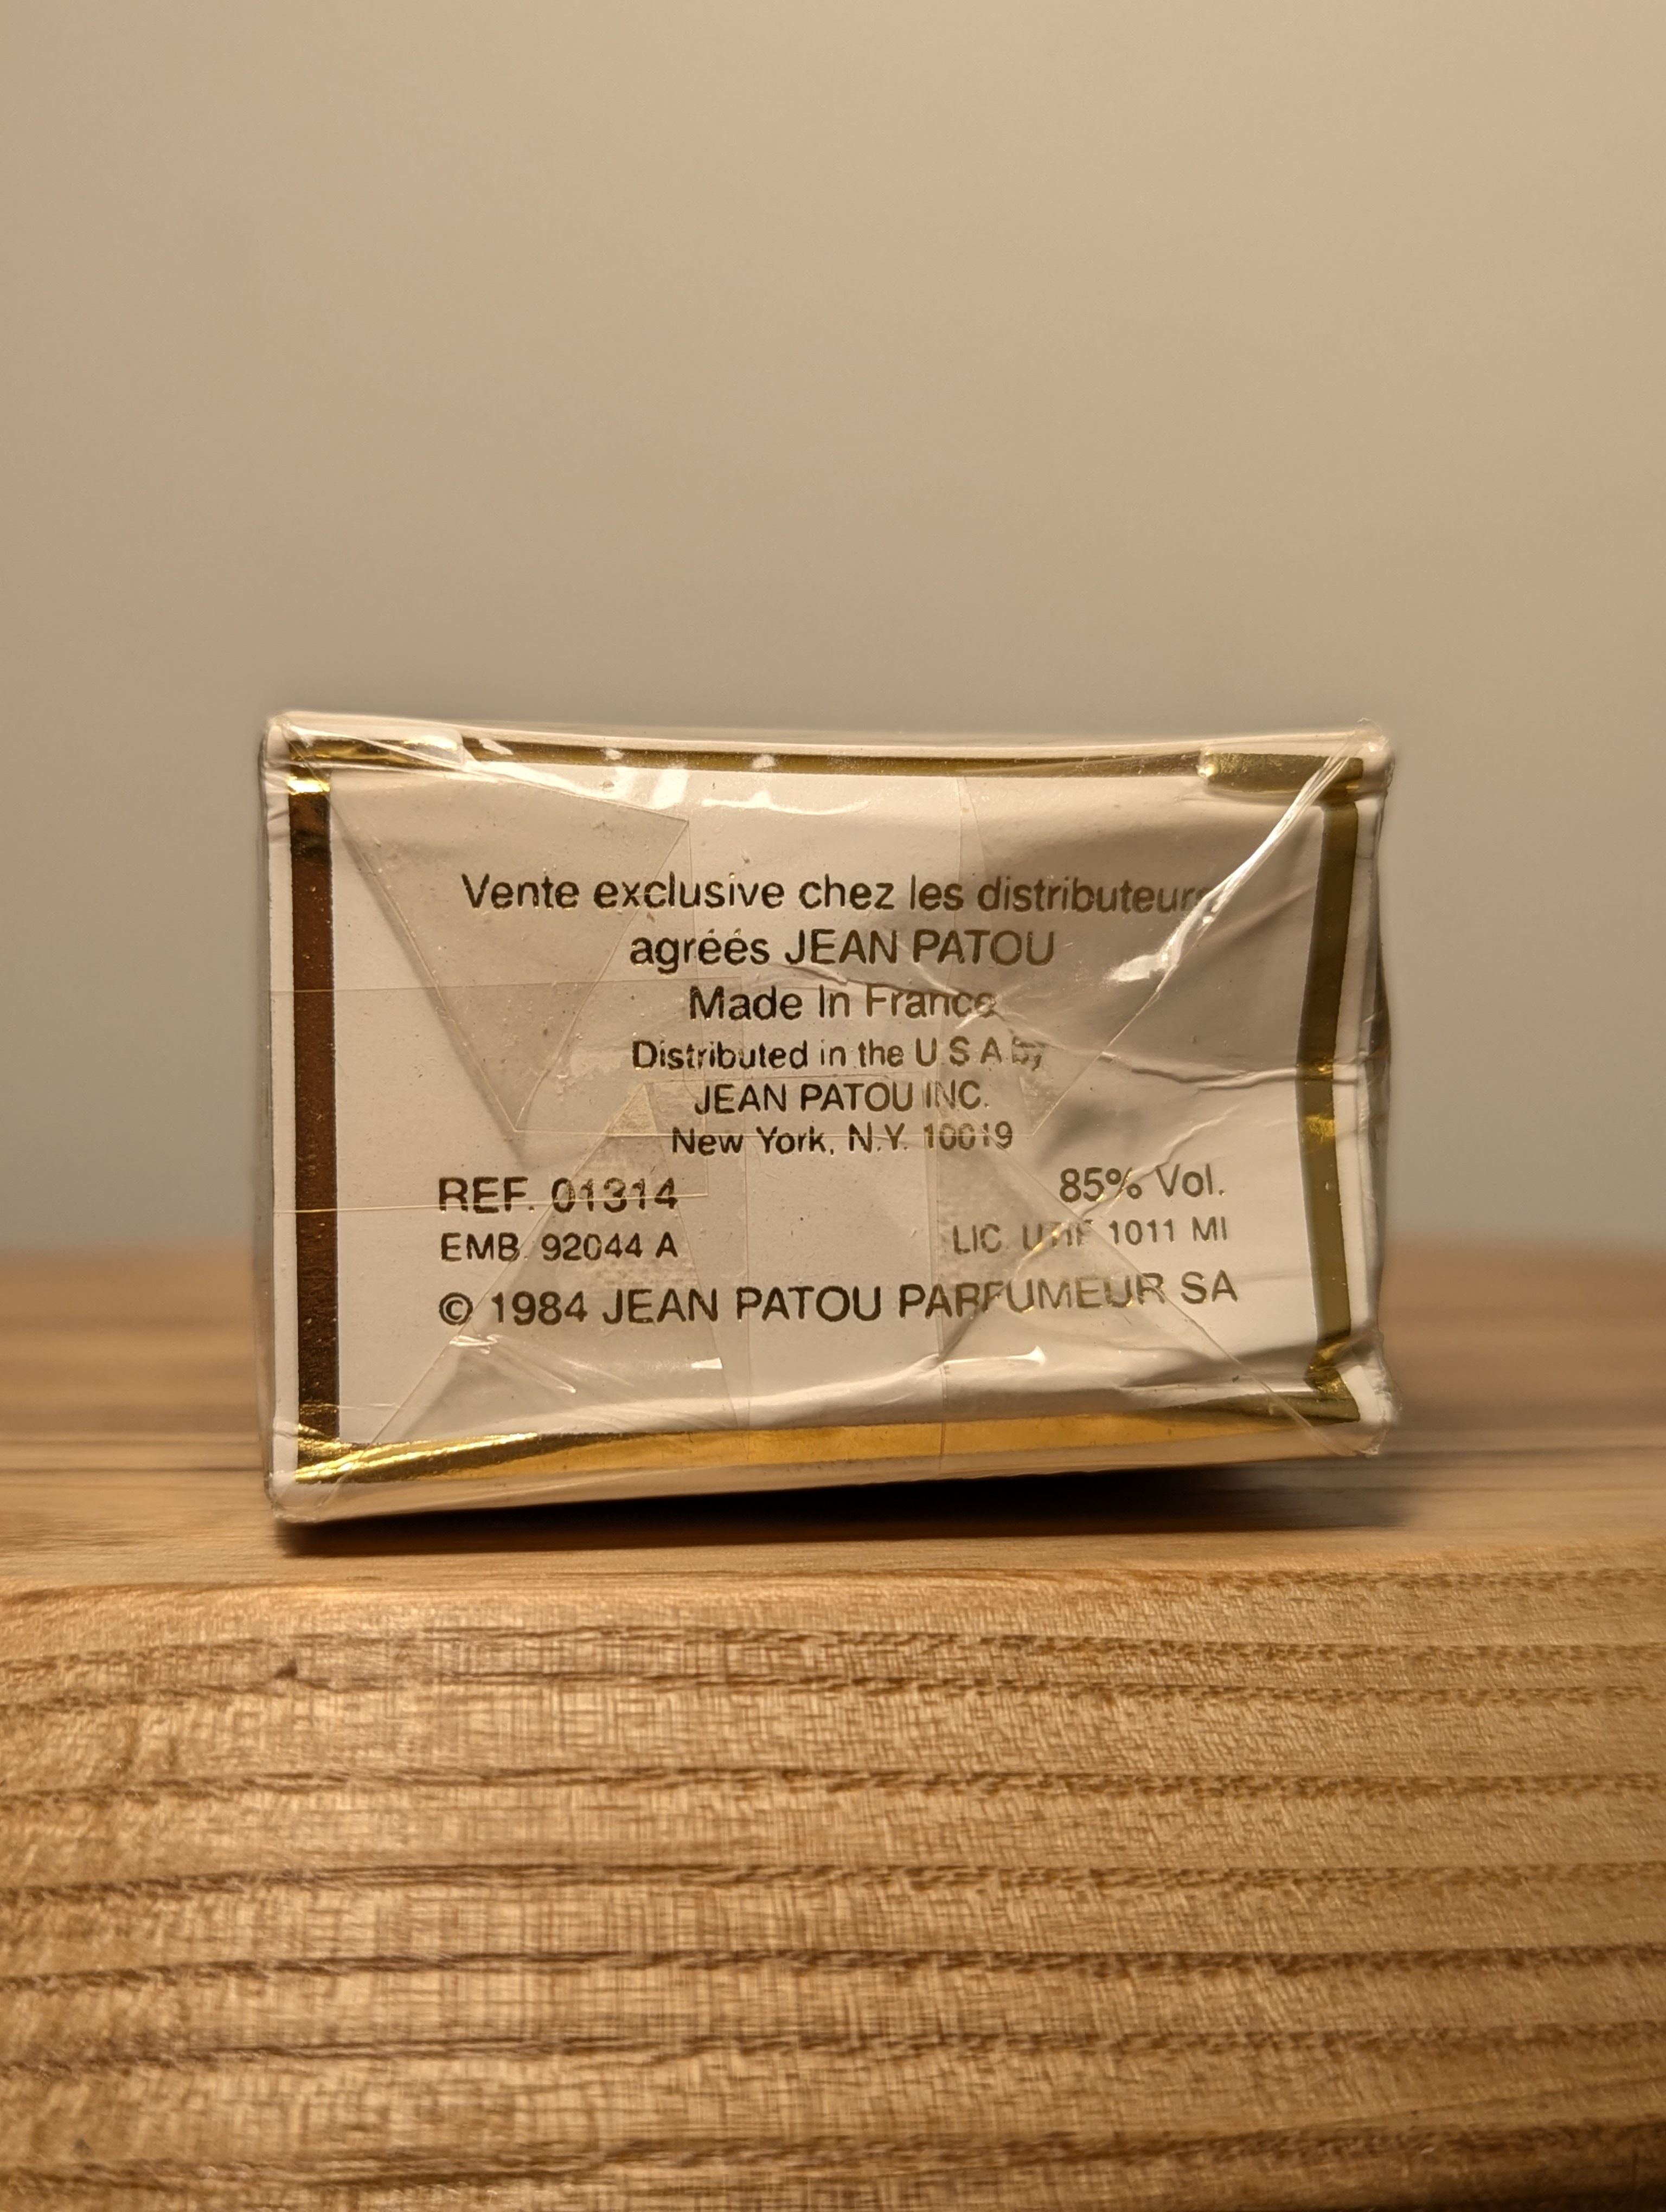 Vente exclusive chez les distributeurs
agréés JEAN PATOU
Made In France
Distributed in the U S A by
JEAN PATOU INC.
New York, N.Y. 10019
REF. 01314
85% Vol.
EMB. 92044 A
LIC. UTIF 1011 MI
© 1984 JEAN PATOU PARFUMEUR SA